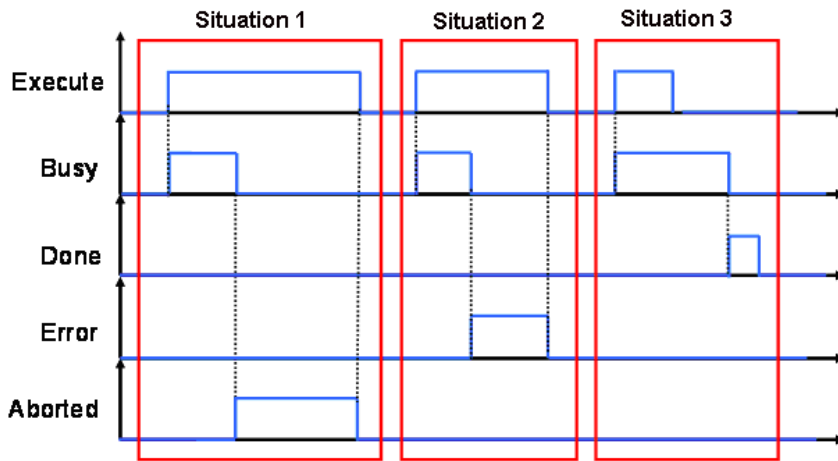 Situation 1
Situation 2
Situation 3
Execute
Busy
Done
Error
Aborted